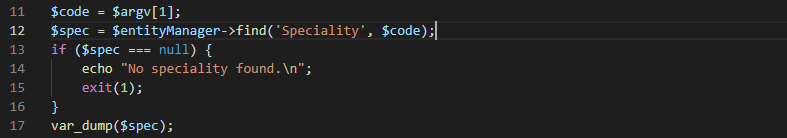 11 $code = $argv[1];
12 $spec = $entityManager->find('Speciality', $code);
13 if ($spec === null) {
14     echo "No speciality found.\n";
15     exit(1);
16 }
17 var_dump($spec);